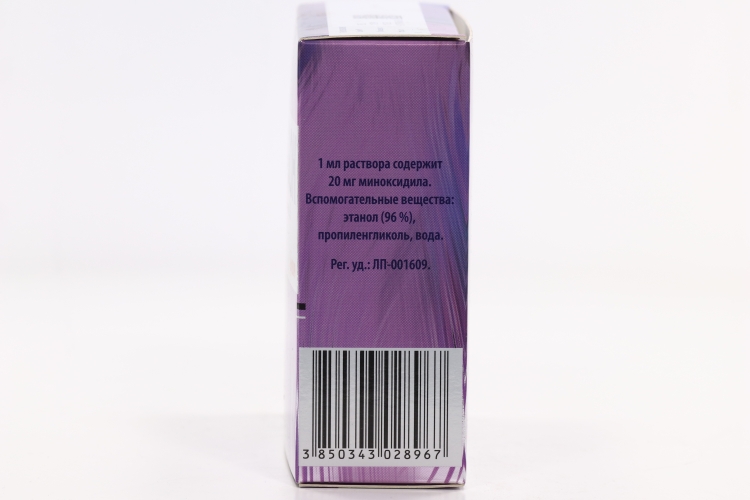 1 мл раствора содержит
20 мг миноксидила.
Вспомогательные вещества:
этанол (96 %),
пропиленгликоль, вода.
Рег. уд.: ЛП-001609.
3 850343 028967